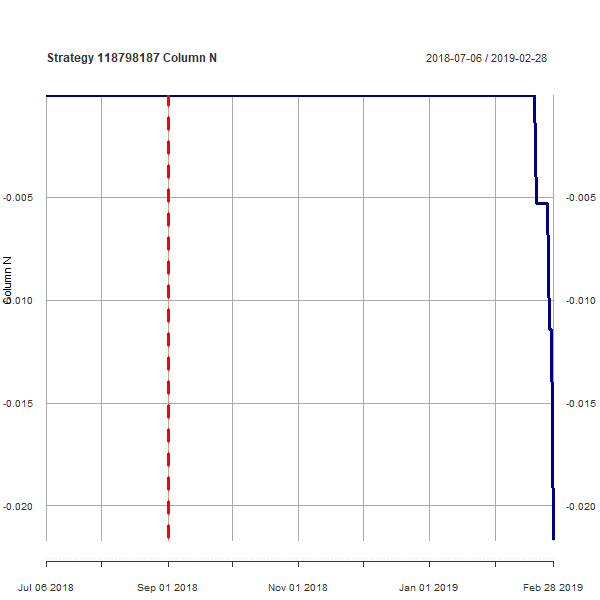 Strategy 118798187 Column N
2018-07-06 / 2019-02-28
-0.005
-0.005
Column N
-0.010
-0.010
-0.015
-0.015
-0.020
-0.020
Jul 06 2018
Sep 01 2018
Nov 01 2018
Jan 01 2019
Feb 28 2019